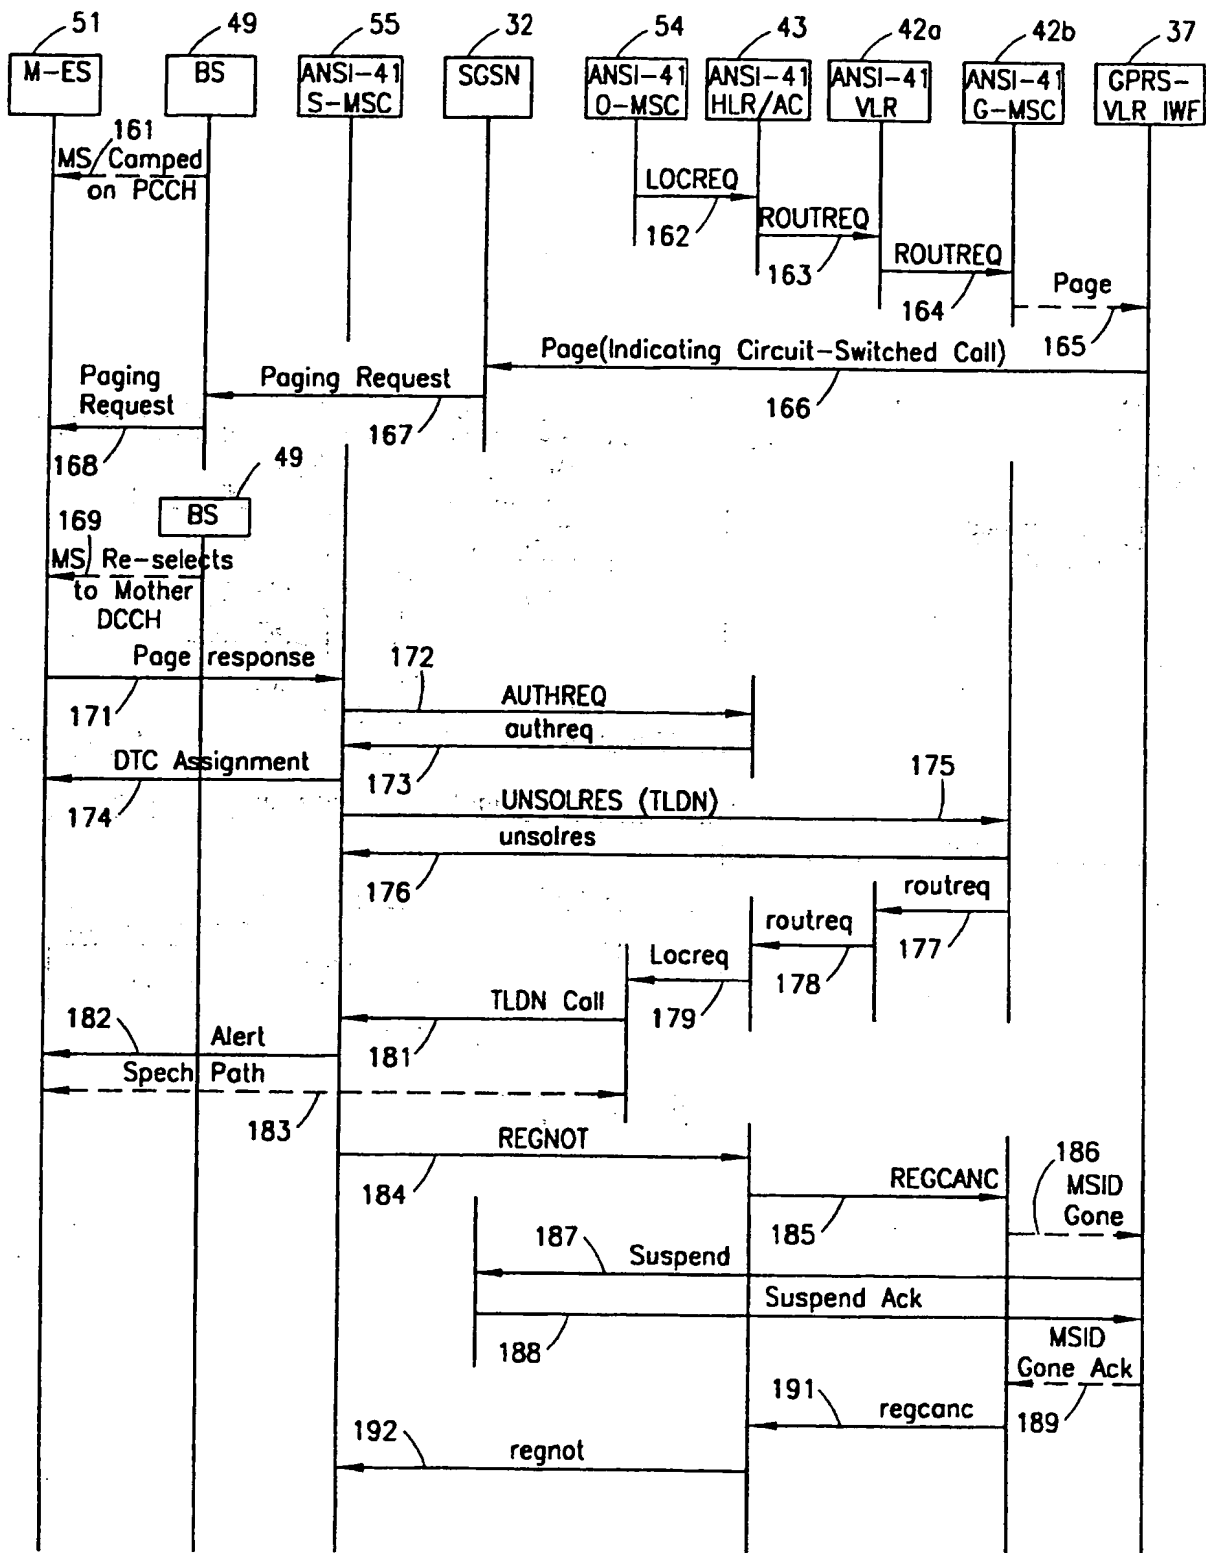 51 49 55 32 54 43 42a 42b 37
M-ES BS ANSI-41 SGSN ANSI-41 ANSI-41 ANSI-41 ANSI-41 GPRS-
S-MSC O-MSC HLR/AC VLR G-MSC VLR IWF
161
MS Camped
on PCCH
LOCREQ
162
ROUTREQ
163
ROUTREQ
164
Page
165
Page(Indicating Circuit-Switched Call)
166
Paging Request
167
Paging
Request
168
49
BS
169
MS Re-selects
to Mother
DCCH
Page response
171
172
AUTHREQ
authreq
173
DTC Assignment
174
175
UNSOLRES (TLDN)
unsolres
176
routreq
177
routreq
178
Locreq
179
TLDN Call
181
182
Alert
Spech Path
183
REGNOT
184
REGCANC
185
186
MSID
Gone
187
Suspend
Suspend Ack
188
MSID
Gone Ack
189
191
regcanc
192
regnot